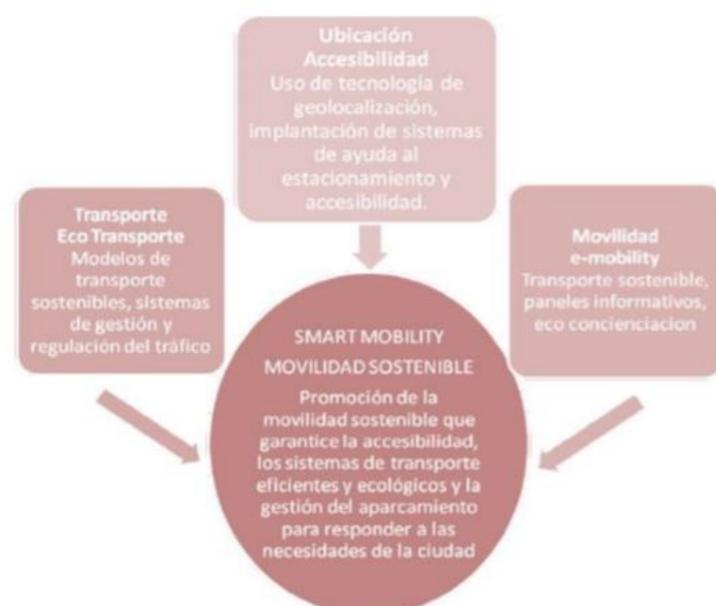 Ubicación
Accesibilidad
Uso de tecnología de
geolocalización,
implantación de sistemas
de ayuda al
estacionamiento y
accesibilidad.
Transporte
Eco Transporte
Modelos de
transporte
sostenibles, sistemas
de gestión y
regulación del tráfico
Movilidad
e-mobility
Transporte sostenible,
paneles informativos,
eco concienciacion
SMART MOBILITY
MOVILIDAD SOSTENIBLE
Promoción de la
movilidad sostenible que
garantice la accesibilidad,
los sistemas de transporte
eficientes y ecológicos y la
gestión del aparcamiento
para responder a las
necesidades de la ciudad